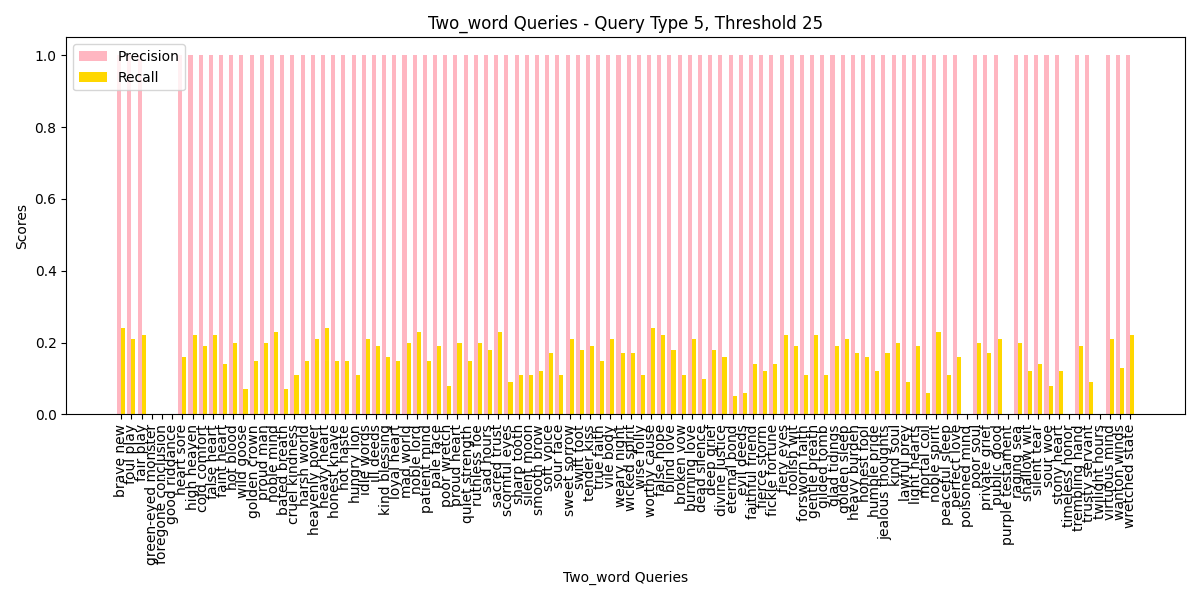 Two_word Queries - Query Type 5, Threshold 25
Precision
Recall
Scores
1.0
0.8
0.6
0.4
0.2
0.0
brave new
foul play
fair play
green-eyed monster
foregone conclusion
good riddance
heart sore
high heaven
cold comfort
fake heart
faint heart
hot blood
wild goose
golden crown
proud man
noble mind
bated breath
cruel kindness
harsh world
heavenly power
heavy heart
honest knave
hot haste
hungry lion
idle words
ill deeds
kind blessing
loyal heart
mad world
noble lord
patient mind
pale face
poor wretch
proud heart
quiet strength
ruthless foe
sad hours
sacred trust
scornful eyes
sharp tooth
silent moon
smooth brow
soft voice
sour face
sweet sorrow
swift foot
tender kiss
true faith
vile body
weary night
wicked spirit
wise folly
worthy cause
hope
blind love
broken vow
burning love
dead silence
deep grief
divine justice
eternal bond
evil deeds
faithful friend
fierce storm
fickle fortune
fiery eyes
foolish wit
forsworn faith
gentle breath
gilded tomb
glad tidings
golden sleep
heavy burden
honest fool
humble pride
jealous thoughts
kind soul
lawful prey
light hearts
mortal coil
noble spirit
peaceful sleep
perfect love
poisoned wine
poor soul
private grief
public good
purple testament
raging sea
shallow wit
silent tear
sour woe
stony heart
timeless honor
trembling hand
trusty servant
twilight hours
virtuous mind
wanton wind
wretched state
Two_word Queries